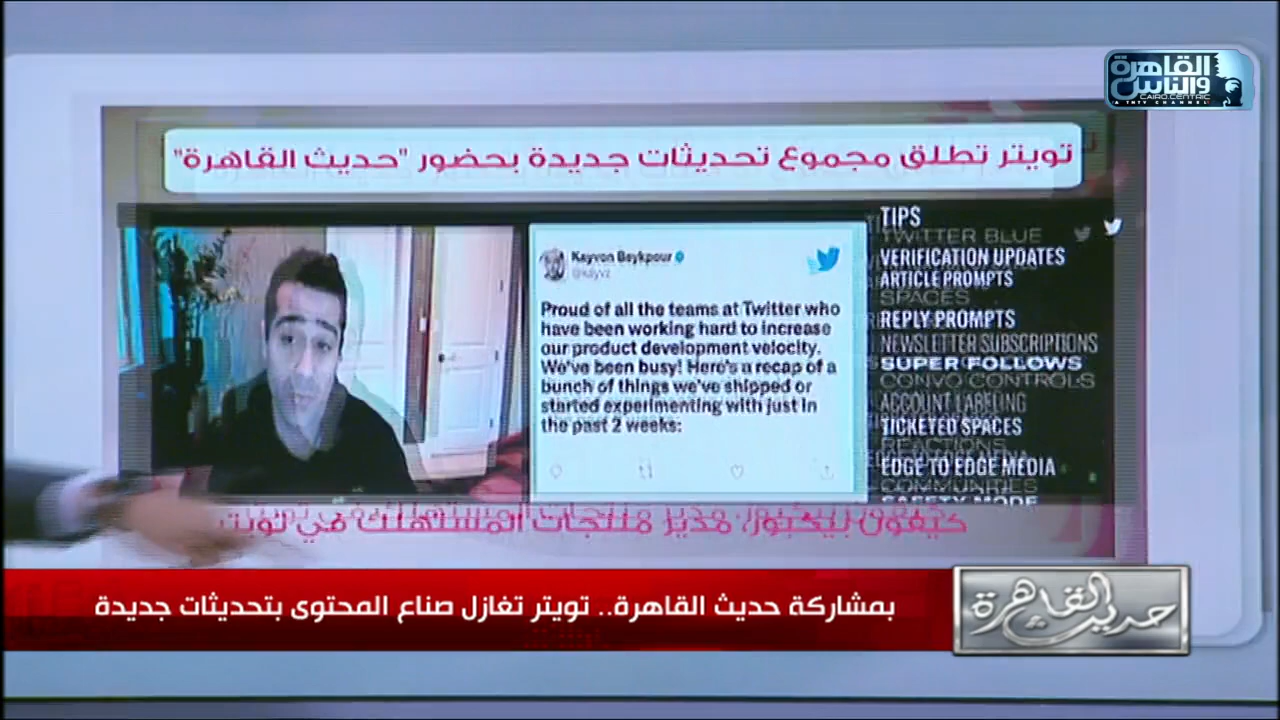 القاهرة
والناس
CAIRO.CENTRIC
A TNTV CHANNEL
تويتر تطلق مجموع تحديثات جديدة بحضور "حديث القاهرة"
Kayvon Beykpour
@kayvz
Proud of all the teams at Twitter who
have been working hard to increase
our product development velocity.
We've been busy! Here's a recap of a
bunch of things we've shipped or
started experimenting with just in
the past 2 weeks:
TIPS
TWITTER BLUE
VERIFICATION UPDATES
ARTICLE PROMPTS
SPACES
REPLY PROMPTS
NEWSLETTER SUBSCRIPTIONS
SUPER FOLLOWS
CONVO CONTROLS
ACCOUNT LABELING
TICKETED SPACES
REACTIONS
EDGE TO EDGE MEDIA
COMMUNITIES
SAFETY MODE
كيفون بيكبور، مدير منتجات المستهلك في تويتر
بمشاركة حديث القاهرة.. تويتر تغازل صناع المحتوى بتحديثات جديدة
حديث القاهرة